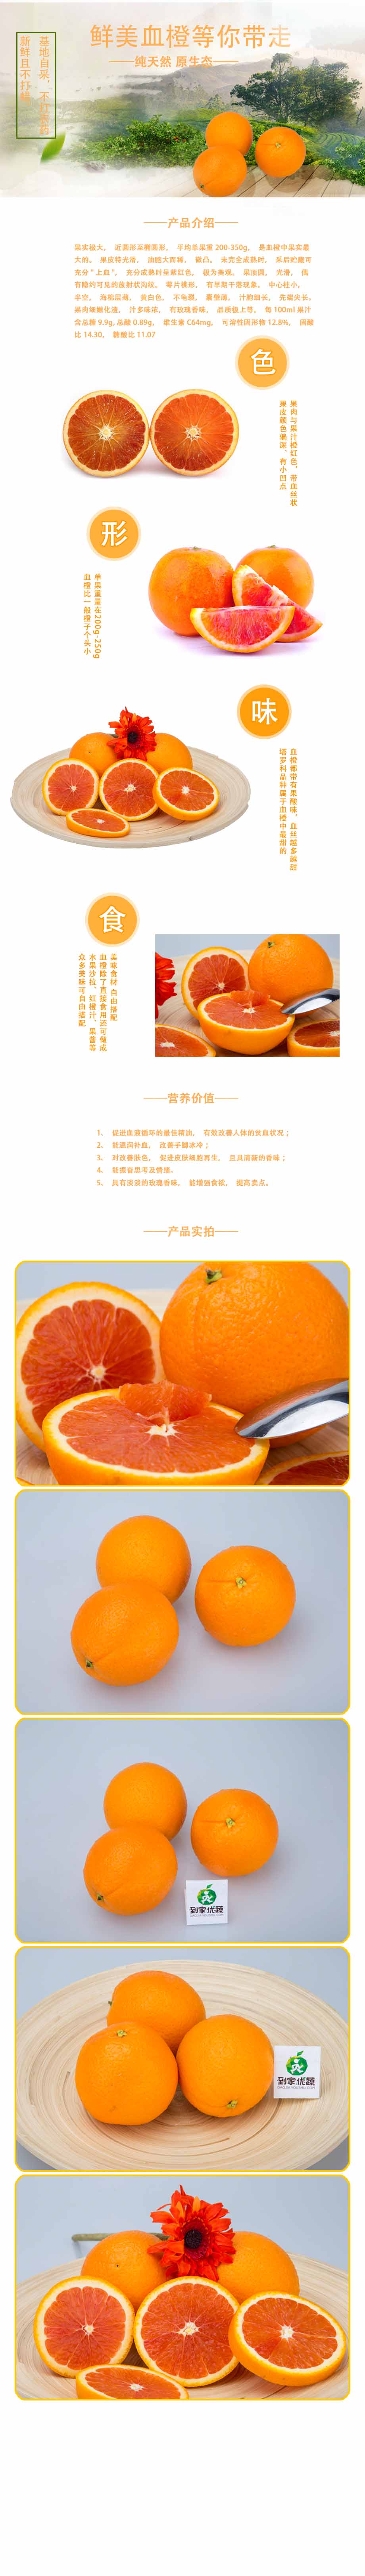 鲜美血橙等你带走
——纯天然 原生态——
基地自采，不打农药
新鲜且不打蜡
——产品介绍——
果实极大， 近圆形至椭圆形， 平均单果重 200-350g， 是血橙中果实最
大的。 果皮特光滑， 油胞大而稀， 微凸。 未完全成熟时， 采后贮藏可
充分“上血”， 充分成熟时呈紫红色， 极为美观。 果顶圆， 光滑， 偶
有隐约可见的放射状沟纹。 萼片楔形， 有早期干落现象。 中心柱小，
半空， 海绵层薄， 黄白色， 不龟裂， 囊壁薄， 汁胞细长， 先端尖长。
果肉细嫩化渣， 汁多味浓， 有玫瑰香味， 品质极上等。 每 100ml 果汁
含总糖 9.9g, 总酸 0.89g， 维生素 C64mg， 可溶性固形物 12.8%， 固酸
比 14.30， 糖酸比 11.07
色
果肉与果汁橙红色，带血丝状
果皮颜色偏深、有小凹点
形
单果重量在200g-250g
血橙比一般橙子个头小
味
血橙都带有果酸味，血丝越多越甜
塔罗科品种属于血橙中最甜的
食
美味食材 自由搭配
血橙除了直接食用还可做成
水果沙拉、红橙汁、果酱等
众多美味可自由搭配
——营养价值——
1. 促进血液循环的最佳精油， 有效改善人体的贫血状况；
2. 能滋润补血， 改善手脚冰冷；
3. 对改善肤色， 促进皮肤细胞再生， 且具清新的香味；
4. 能振奋思考及情绪。
5. 具有淡淡的玫瑰香味， 能增强食欲， 提高卖点。
——产品实拍——
到家优蔬
到家优蔬